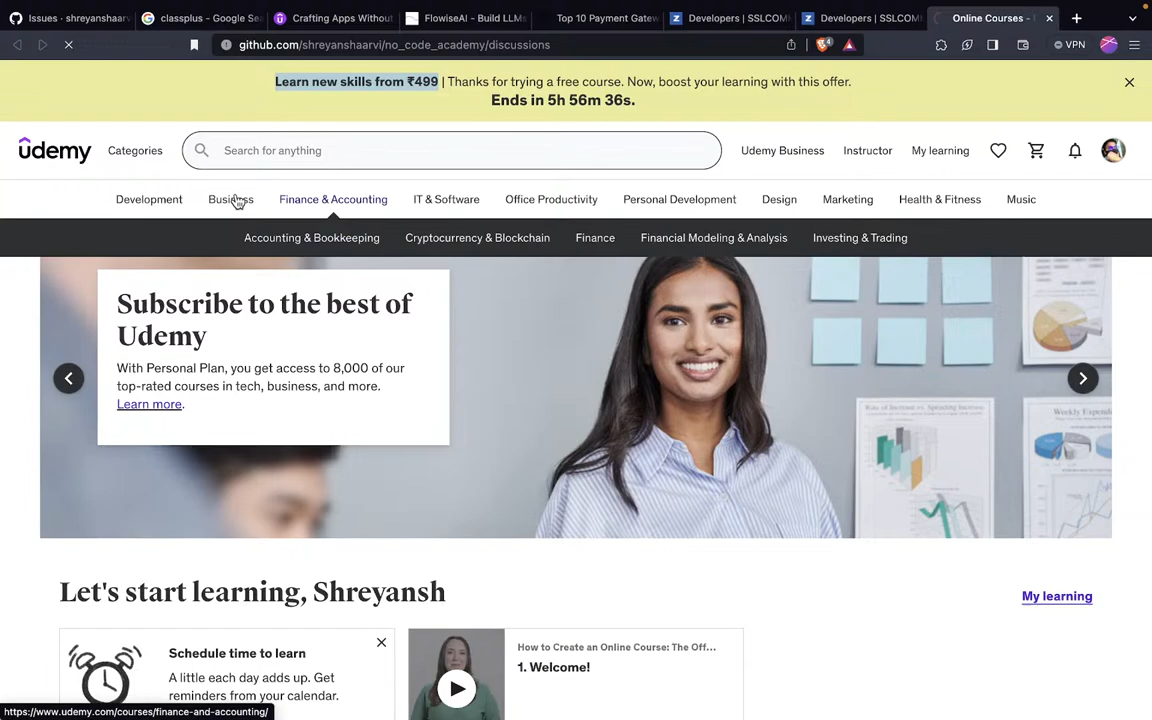 Issues · shreyanshaarv
classplus - Google Sea
Crafting Apps Without
FlowiseAI - Build LLMs
Top 10 Payment Gatew
Developers | SSLCOM
Developers | SSLCOM
Online Courses -
github.com/shreyanshaarvi/no_code_academy/discussions
4
VPN
Learn new skills from ₹499 | Thanks for trying a free course. Now, boost your learning with this offer.
Ends in 5h 56m 36s.
udemy
Categories
Search for anything
Udemy Business
Instructor
My learning
Development
Business
Finance & Accounting
IT & Software
Office Productivity
Personal Development
Design
Marketing
Health & Fitness
Music
Accounting & Bookkeeping
Cryptocurrency & Blockchain
Finance
Financial Modeling & Analysis
Investing & Trading
Subscribe to the best of
Udemy
With Personal Plan, you get access to 8,000 of our
top-rated courses in tech, business, and more.
Learn more.
Let's start learning, Shreyansh
My learning
Schedule time to learn
A little each day adds up. Get
reminders from your calendar.
How to Create an Online Course: The Off...
1. Welcome!
https://www.udemy.com/courses/finance-and-accounting/